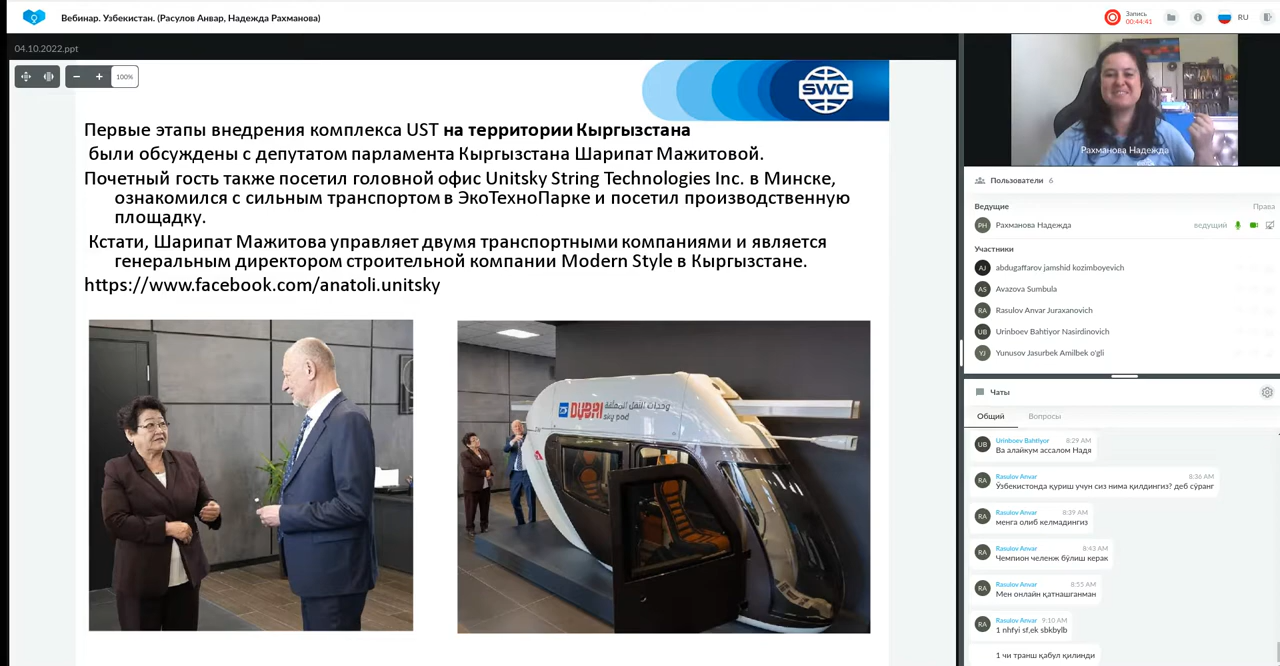 Вебинар. Узбекистан. (Расулов Анвар, Надежда Рахманова)
Запись
00:44:41
RU
04.10.2022.ppt
100%
SWC
Первые этапы внедрения комплекса UST на территории Кыргызстана
были обсуждены с депутатом парламента Кыргызстана Шарипат Мажитовой.
Почетный гость также посетил головной офис Unitsky String Technologies Inc. в Минске,
ознакомился с сильным транспортом в ЭкоТехноПарке и посетил производственную
площадку.
Кстати, Шарипат Мажитова управляет двумя транспортными компаниями и является
генеральным директором строительной компании Modern Style в Кыргызстане.
https://www.facebook.com/anatoli.unitsky
DUBAI
sky pod
Рахманова Надежда
Пользователи 6
Ведущие Права
РН Рахманова Надежда ведущий
Участники
AJ abdugaffarov jamshid kozimboyevich
AS Avazova Sumbula
RA Rasulov Anvar Juraxanovich
UB Urinboev Bahtiyor Nasirdinovich
YJ Yunusov Jasurbek Amilbek o'gli
Чаты
Общий Вопросы
UB Urinboev Bahtiyor 8:29 AM
Ва алайкум ассалом Надя
RA Rasulov Anvar 8:36 AM
Ўзбекистонда қуриш учун сиз нима қилдингиз? деб сўранг
RA Rasulov Anvar 8:39 AM
менга олиб келмадингиз
RA Rasulov Anvar 8:43 AM
Чемпион челенж бўлиш керак
RA Rasulov Anvar 8:55 AM
Мен онлайн қатнашганман
RA Rasulov Anvar 9:10 AM
1 nhfyi sf,ek sbkbylb
1 чи транш қабул қилинди